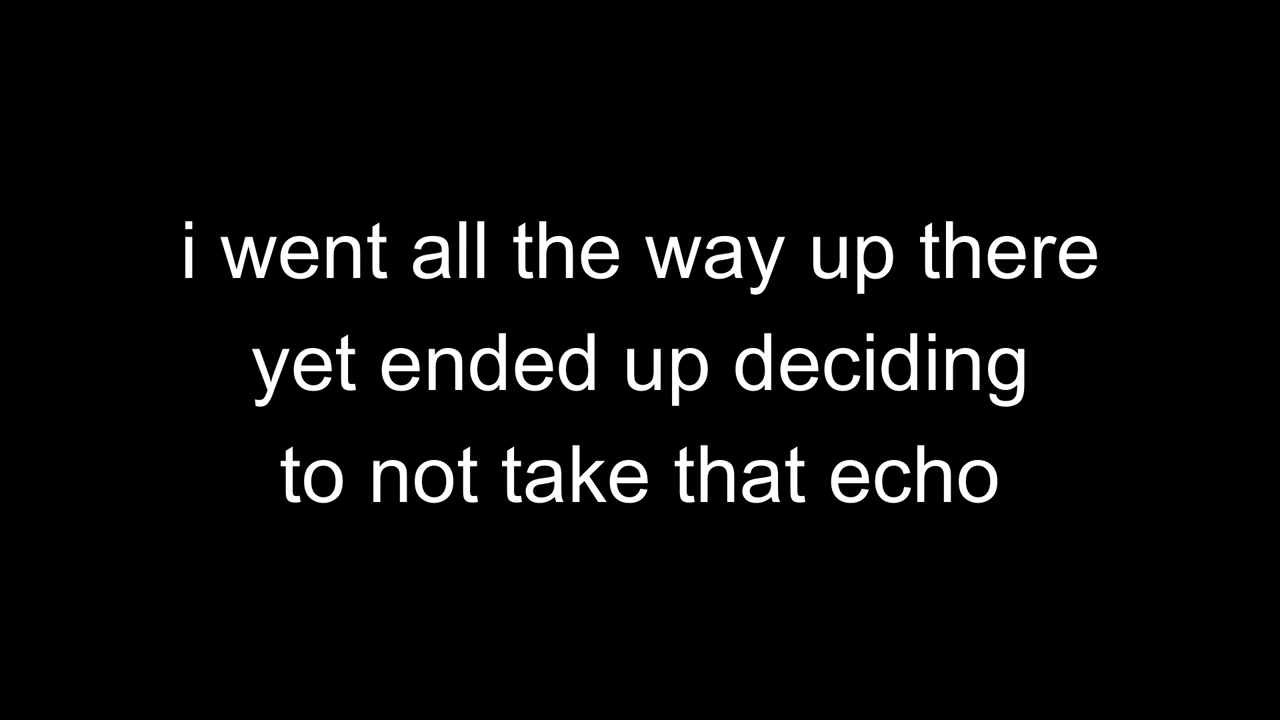 i went all the way up there
yet ended up deciding
to not take that echo